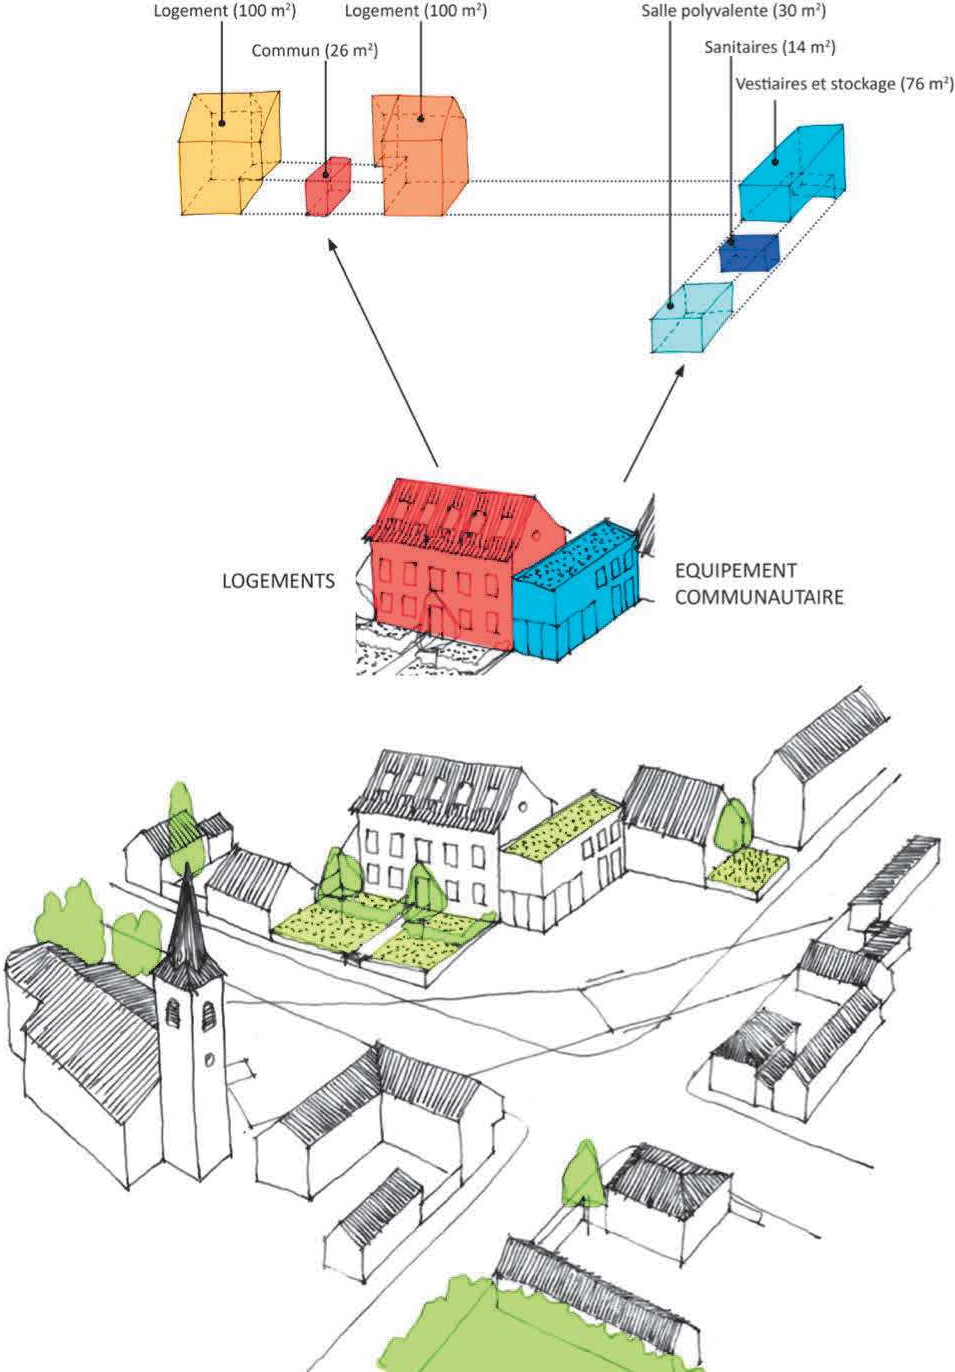 Logement (100 m²)
Logement (100 m²)
Salle polyvalente (30 m²)
Commun (26 m²)
Sanitaires (14 m²)
Vestiaires et stockage (76 m²)
LOGEMENTS
EQUIPEMENT
COMMUNAUTAIRE